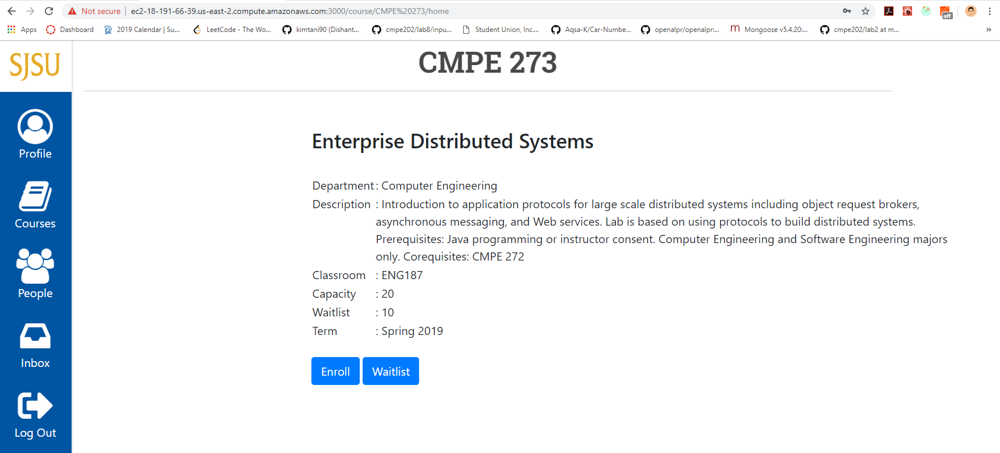 Not secure | ec2-18-191-66-39.us-east-2.compute.amazonaws.com:3000/course/CMPE%20273/home
off
Apps Dashboard 2019 Calendar | Su... LeetCode - The Wo... kimtani90 (Dishant... cmpe202/lab8/inpu... Student Union, Inc.... Aqsa-K/Car-Numbe... openalpr/openalpr:... Mongoose v5.4.20:... cmpe202/lab2 at m... »
SJSU
CMPE 273
Profile
Courses
People
Inbox
Log Out
Enterprise Distributed Systems
Department : Computer Engineering
Description : Introduction to application protocols for large scale distributed systems including object request brokers,
asynchronous messaging, and Web services. Lab is based on using protocols to build distributed systems.
Prerequisites: Java programming or instructor consent. Computer Engineering and Software Engineering majors
only. Corequisites: CMPE 272
Classroom : ENG187
Capacity : 20
Waitlist : 10
Term : Spring 2019
Enroll Waitlist